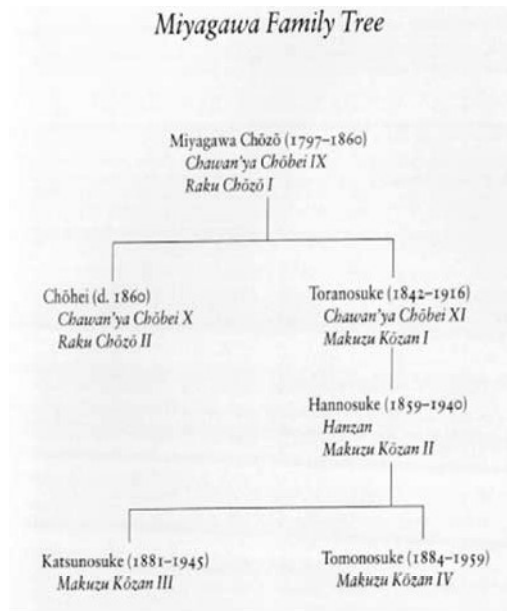 Miyagawa Family Tree
Miyagawa Chōzō (1797–1860)
Chawan'ya Chōbei IX
Raku Chōzō I
Chōhei (d. 1860)
Chawan'ya Chōbei X
Raku Chōzō II
Toranosuke (1842–1916)
Chawan'ya Chōbei XI
Makuzu Kōzan I
Hannosuke (1859–1940)
Hanzan
Makuzu Kōzan II
Katsunosuke (1881–1945)
Makuzu Kōzan III
Tomonosuke (1884–1959)
Makuzu Kōzan IV